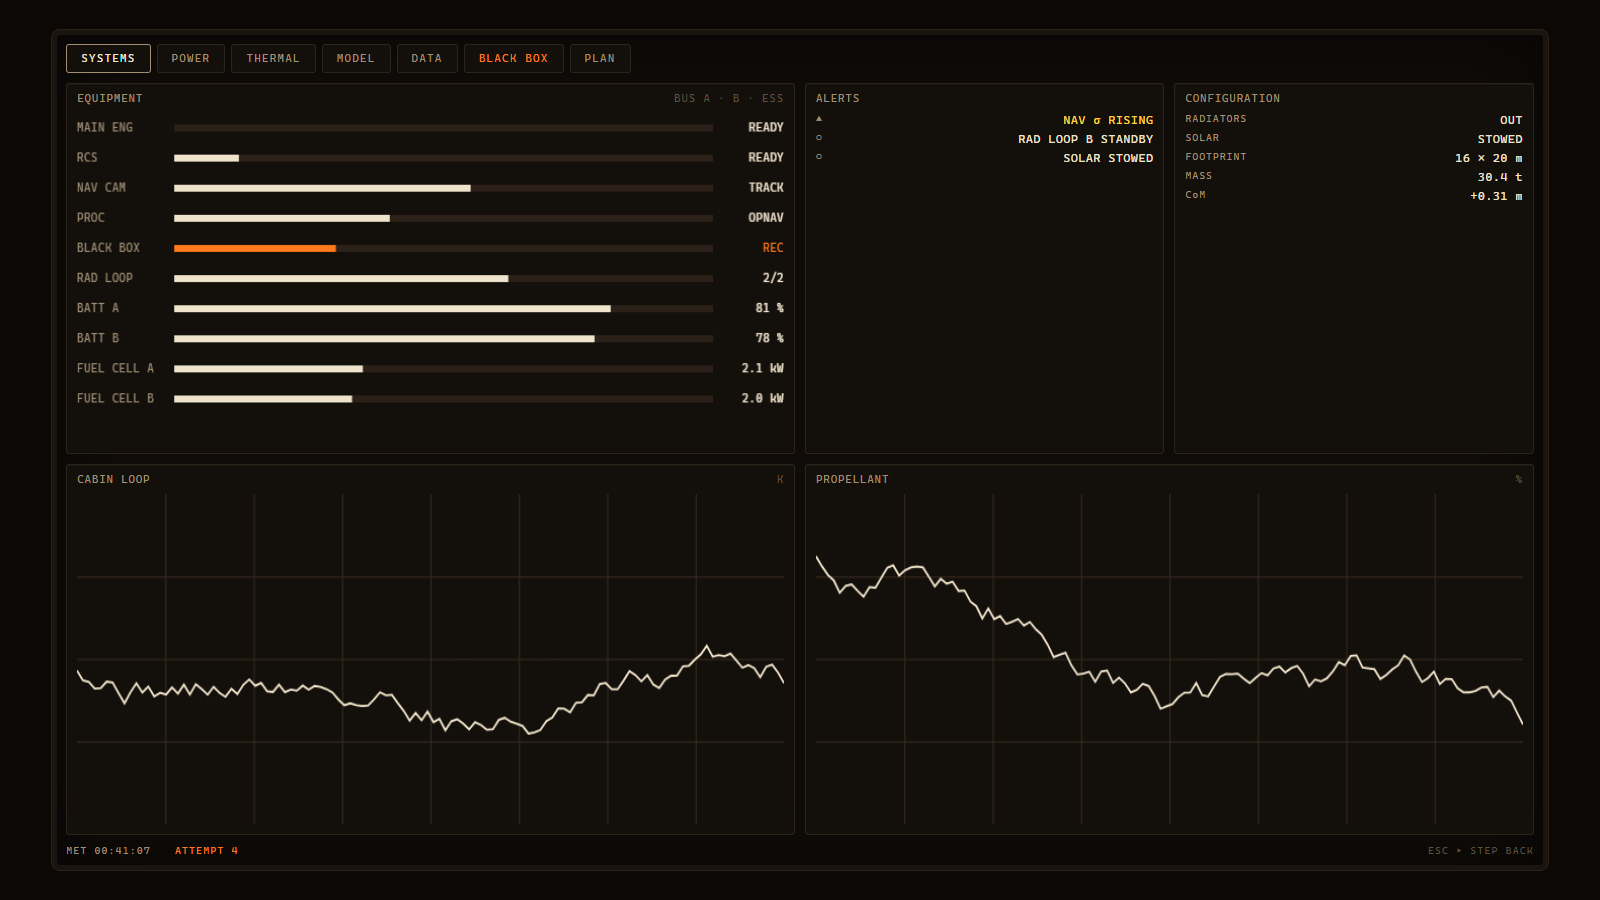 SYSTEMS POWER THERMAL MODEL DATA BLACK BOX PLAN
EQUIPMENT BUS A · B · ESS
MAIN ENG READY
RCS READY
NAV CAM TRACK
PROC OPNAV
BLACK BOX REC
RAD LOOP 2/2
BATT A 81 %
BATT B 78 %
FUEL CELL A 2.1 kW
FUEL CELL B 2.0 kW
ALERTS
▲ NAV σ RISING
○ RAD LOOP B STANDBY
○ SOLAR STOWED
CONFIGURATION
RADIATORS OUT
SOLAR STOWED
FOOTPRINT 16 × 20 m
MASS 30.4 t
CoM +0.31 m
CABIN LOOP K
PROPELLANT %
MET 00:41:07 ATTEMPT 4 ESC ▸ STEP BACK